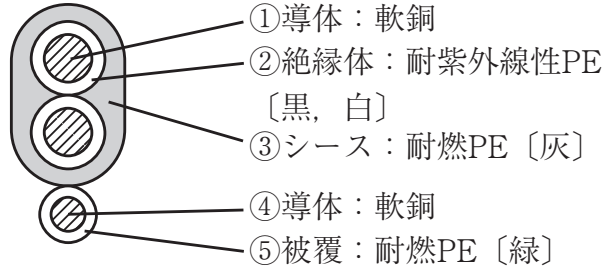 ①導体：軟銅
②絶縁体：耐紫外線性PE
〔黒，白〕
③シース：耐燃PE〔灰〕
④導体：軟銅
⑤被覆：耐燃PE〔緑〕